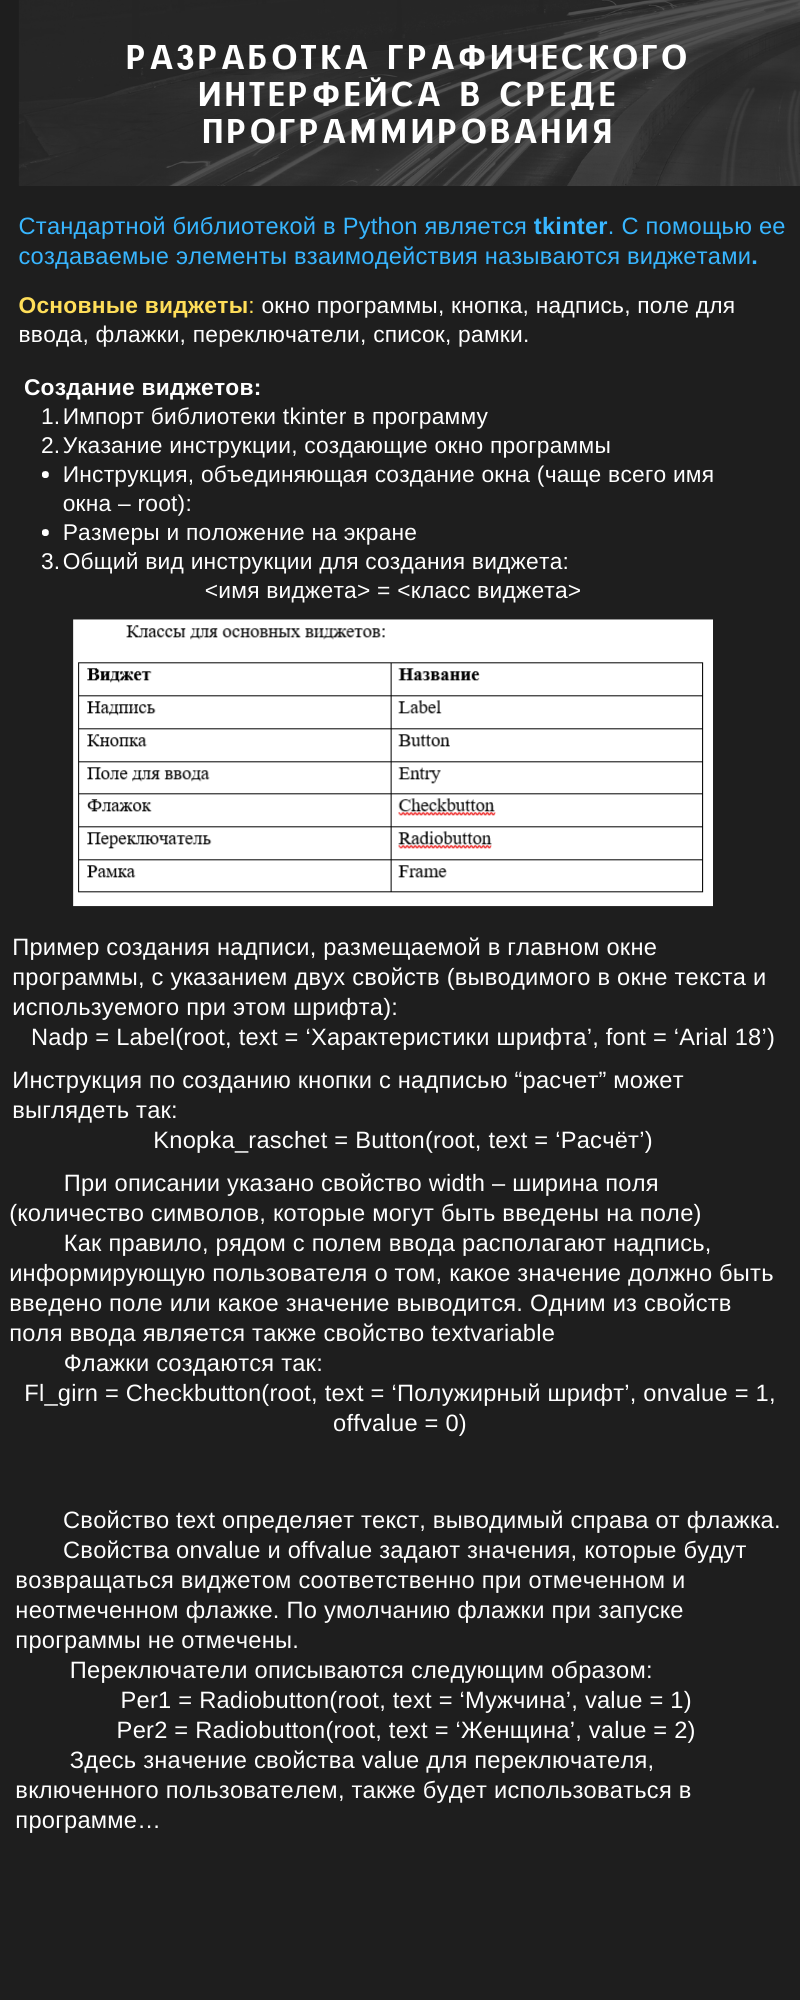 РАЗРАБОТКА ГРАФИЧЕСКОГО
ИНТЕРФЕЙСА В СРЕДЕ
ПРОГРАММИРОВАНИЯ
Стандартной библиотекой в Python является tkinter. С помощью ее
создаваемые элементы взаимодействия называются виджетами.
Основные виджеты: окно программы, кнопка, надпись, поле для
ввода, флажки, переключатели, список, рамки.
Создание виджетов:
1. Импорт библиотеки tkinter в программу
2. Указание инструкции, создающие окно программы
• Инструкция, объединяющая создание окна (чаще всего имя
окна – root):
• Размеры и положение на экране
3. Общий вид инструкции для создания виджета:
<имя виджета> = <класс виджета>
Классы для основных виджетов:
Виджет Название
Надпись Label
Кнопка Button
Поле для ввода Entry
Флажок Checkbutton
Переключатель Radiobutton
Рамка Frame
Пример создания надписи, размещаемой в главном окне
программы, с указанием двух свойств (выводимого в окне текста и
используемого при этом шрифта):
Nadp = Label(root, text = ‘Характеристики шрифта’, font = ‘Arial 18’)
Инструкция по созданию кнопки с надписью “расчет” может
выглядеть так:
Knopka_raschet = Button(root, text = ‘Расчёт’)
При описании указано свойство width – ширина поля
(количество символов, которые могут быть введены на поле)
Как правило, рядом с полем ввода располагают надпись,
информирующую пользователя о том, какое значение должно быть
введено поле или какое значение выводится. Одним из свойств
поля ввода является также свойство textvariable
Флажки создаются так:
Fl_girn = Checkbutton(root, text = ‘Полужирный шрифт’, onvalue = 1,
offvalue = 0)
Свойство text определяет текст, выводимый справа от флажка.
Свойства onvalue и offvalue задают значения, которые будут
возвращаться виджетом соответственно при отмеченном и
неотмеченном флажке. По умолчанию флажки при запуске
программы не отмечены.
Переключатели описываются следующим образом:
Per1 = Radiobutton(root, text = ‘Мужчина’, value = 1)
Per2 = Radiobutton(root, text = ‘Женщина’, value = 2)
Здесь значение свойства value для переключателя,
включенного пользователем, также будет использоваться в
программе…